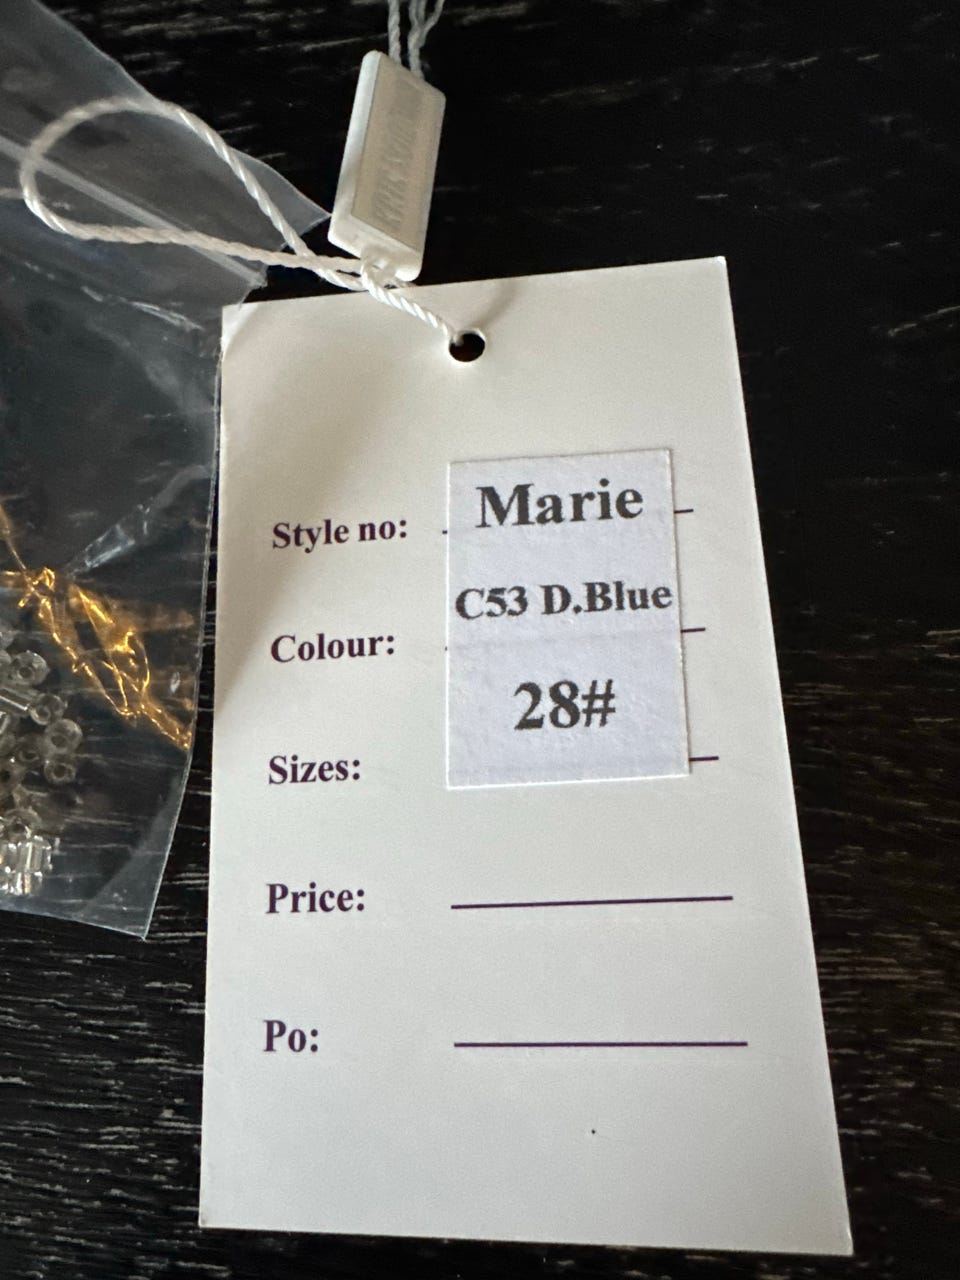 Style no: Marie
Colour: C53 D.Blue
Sizes: 28#
Price:
Po: